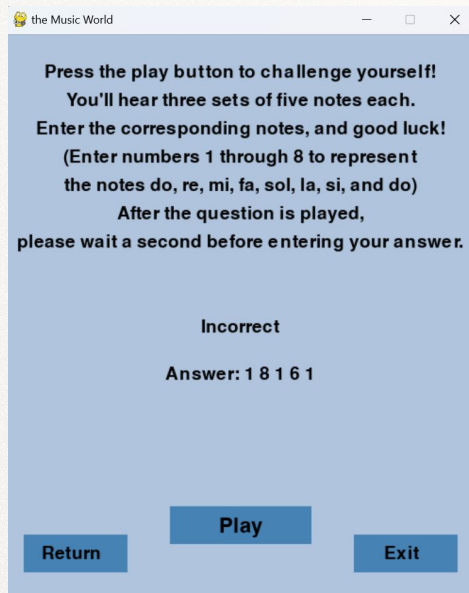 the Music World
Press the play button to challenge yourself!
You'll hear three sets of five notes each.
Enter the corresponding notes, and good luck!
(Enter numbers 1 through 8 to represent
the notes do, re, mi, fa, sol, la, si, and do)
After the question is played,
please wait a second before entering your answer.
Incorrect
Answer: 1 8 1 6 1
Play
Return
Exit